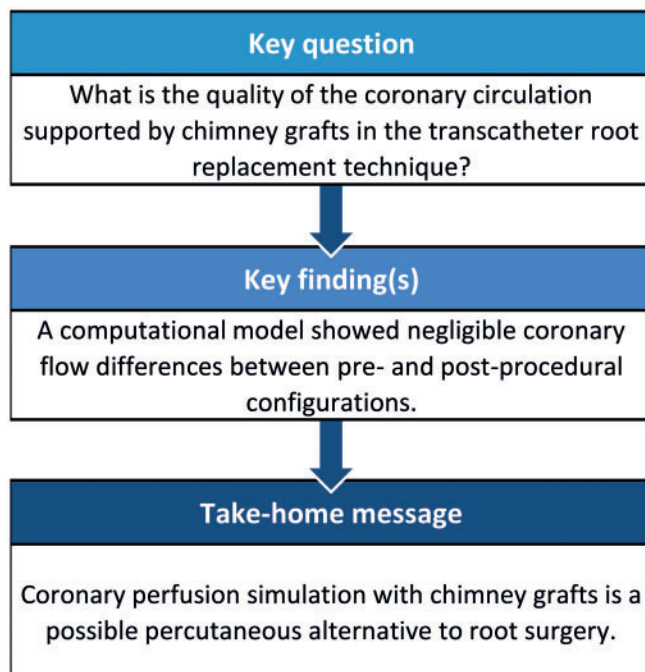 Key question
What is the quality of the coronary circulation
supported by chimney grafts in the transcatheter root
replacement technique?
Key finding(s)
A computational model showed negligible coronary
flow differences between pre- and post-procedural
configurations.
Take-home message
Coronary perfusion simulation with chimney grafts is a
possible percutaneous alternative to root surgery.